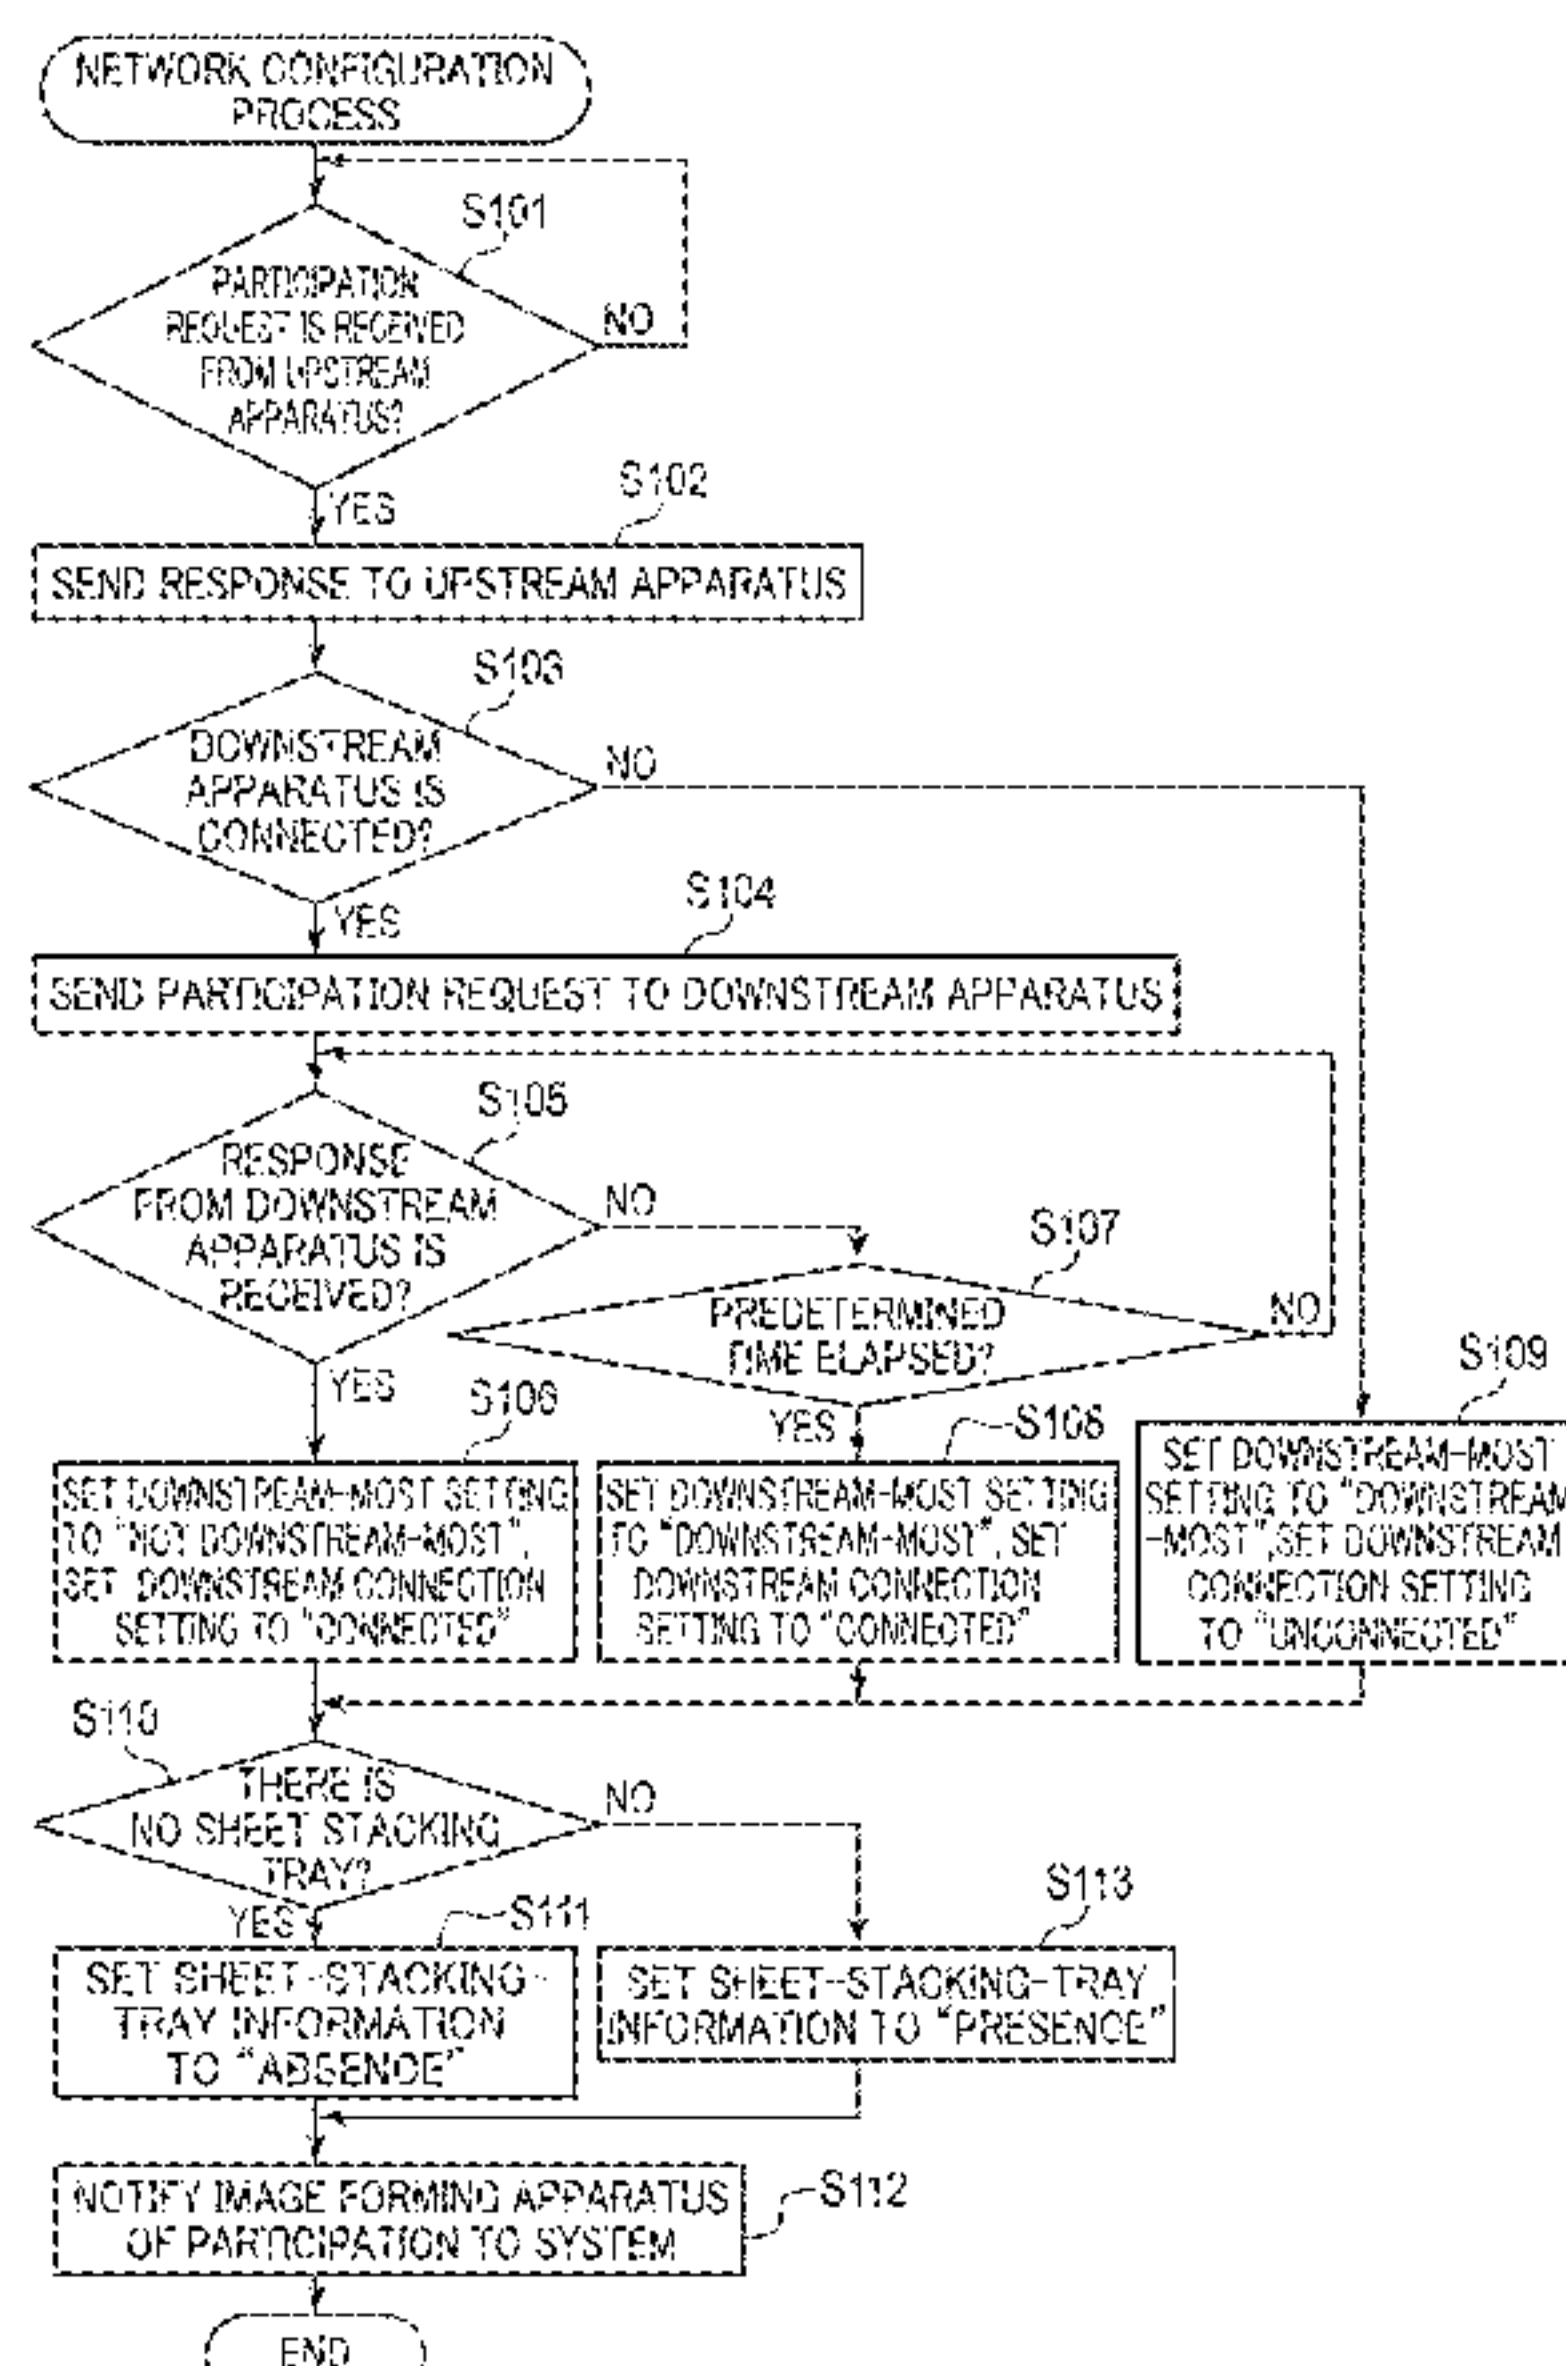 NETWORK CONFIGURATION
PROCESS
S101
PARTICIPATION
REQUEST IS RECEIVED
FROM UPSTREAM
APPARATUS?
NO
YES
S102
SEND RESPONSE TO UPSTREAM APPARATUS
S103
DOWNSTREAM
APPARATUS IS
CONNECTED?
NO
YES
S104
SEND PARTICIPATION REQUEST TO DOWNSTREAM APPARATUS
S105
RESPONSE
FROM DOWNSTREAM
APPARATUS IS
RECEIVED?
NO
YES
S107
PREDETERMINED
TIME ELAPSED?
NO
YES
S106
SET DOWNSTREAM-MOST SETTING
TO "NOT DOWNSTREAM-MOST",
SET DOWNSTREAM CONNECTION
SETTING TO "CONNECTED"
S108
SET DOWNSTREAM-MOST SETTING
TO "DOWNSTREAM-MOST", SET
DOWNSTREAM CONNECTION
SETTING TO "CONNECTED"
S109
SET DOWNSTREAM-MOST
SETTING TO "DOWNSTREAM
-MOST",SET DOWNSTREAM
CONNECTION SETTING
TO "UNCONNECTED"
S110
THERE IS
NO SHEET STACKING
TRAY?
NO
YES
S111
SET SHEET-STACKING-
TRAY INFORMATION
TO "ABSENCE"
S113
SET SHEET-STACKING-TRAY
INFORMATION TO "PRESENCE"
NOTIFY IMAGE FORMING APPARATUS
OF PARTICIPATION TO SYSTEM
S112
END